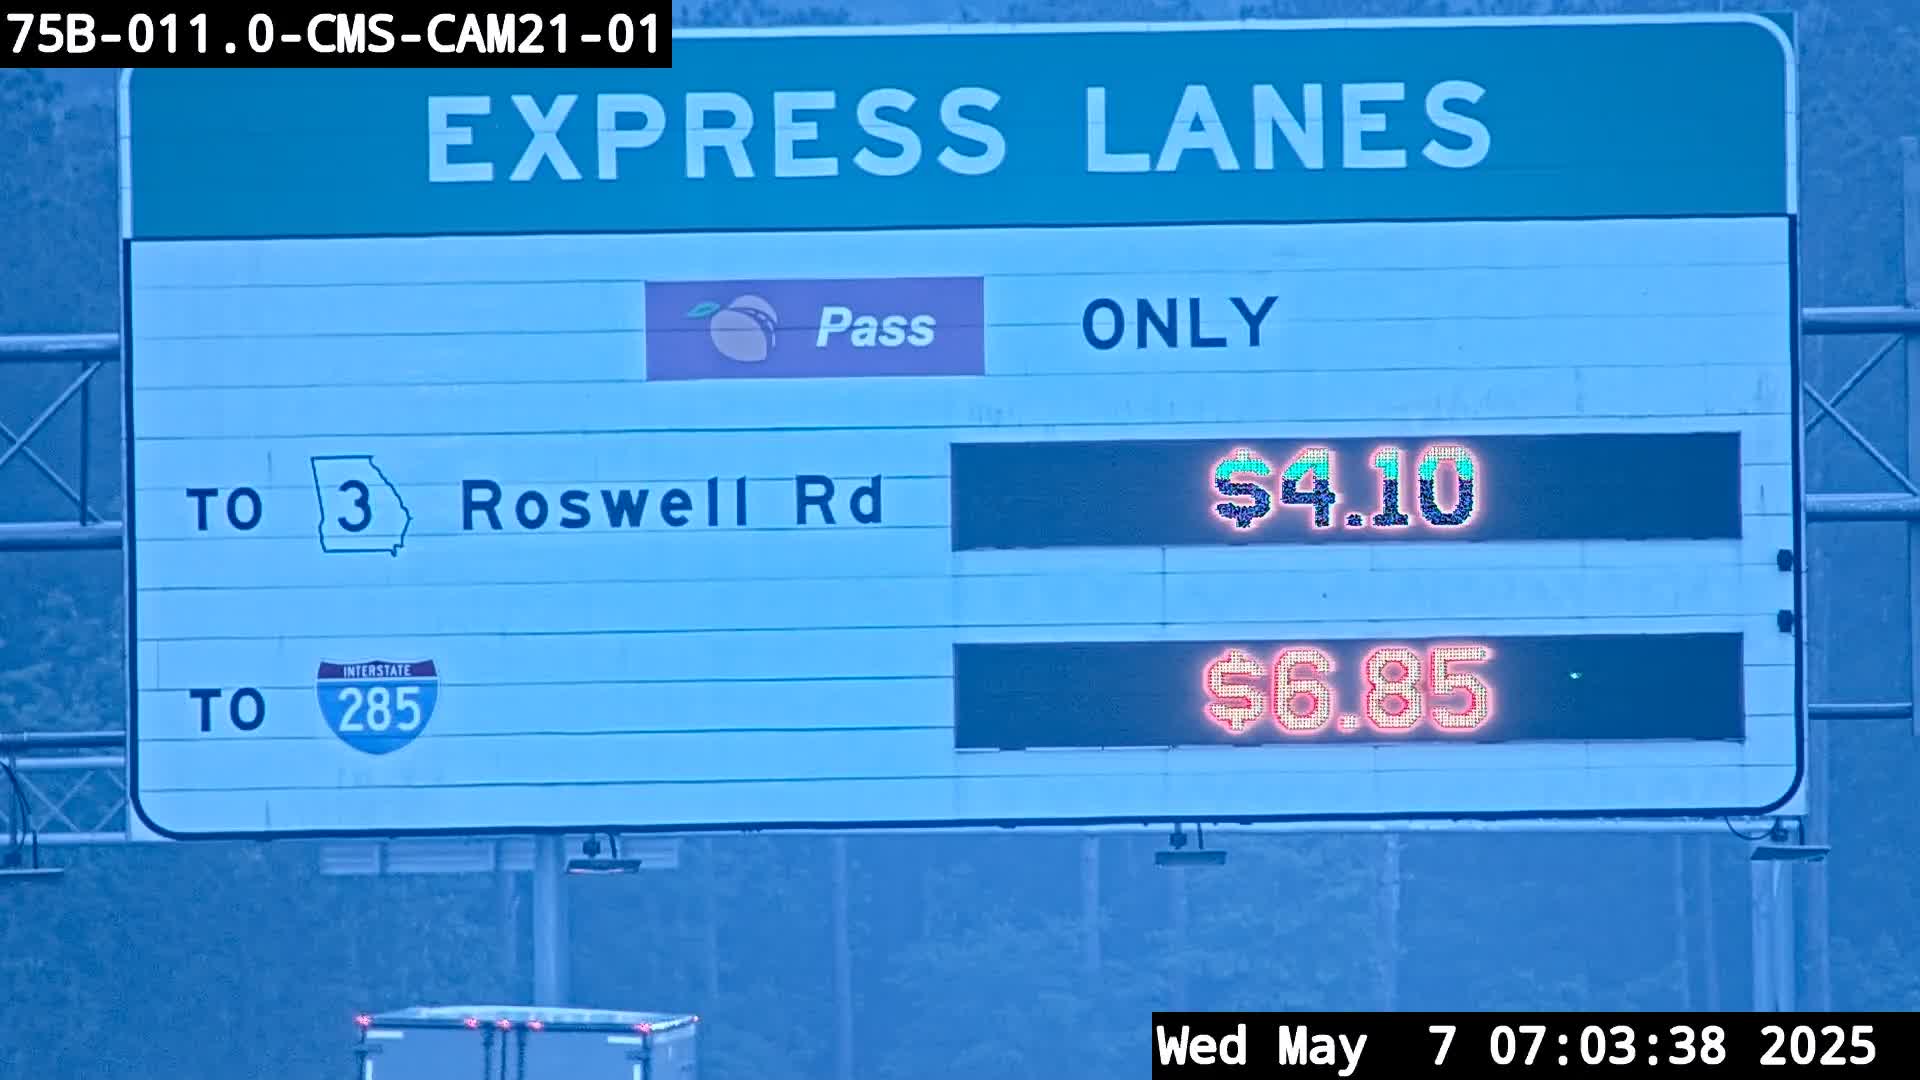 75B-011.0-CMS-CAM21-01
EXPRESS LANES
Pass ONLY
TO 3 Roswell Rd $4.10
TO INTERSTATE 285 $6.85
Wed May 7 07:03:38 2025